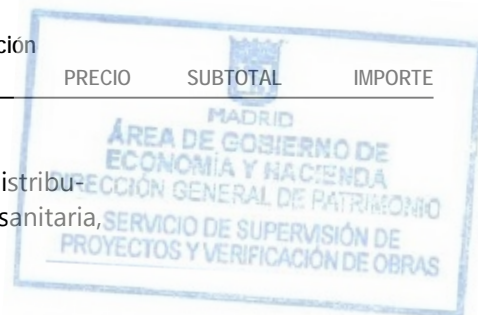 ción
PRECIO SUBTOTAL IMPORTE
MADRID
ÁREA DE GOBIERNO DE
ECONOMÍA Y HACIENDA
istribu-
DIRECCIÓN GENERAL DE PATRIMONIO
sanitaria,
SERVICIO DE SUPERVISIÓN DE
PROYECTOS Y VERIFICACIÓN DE OBRAS